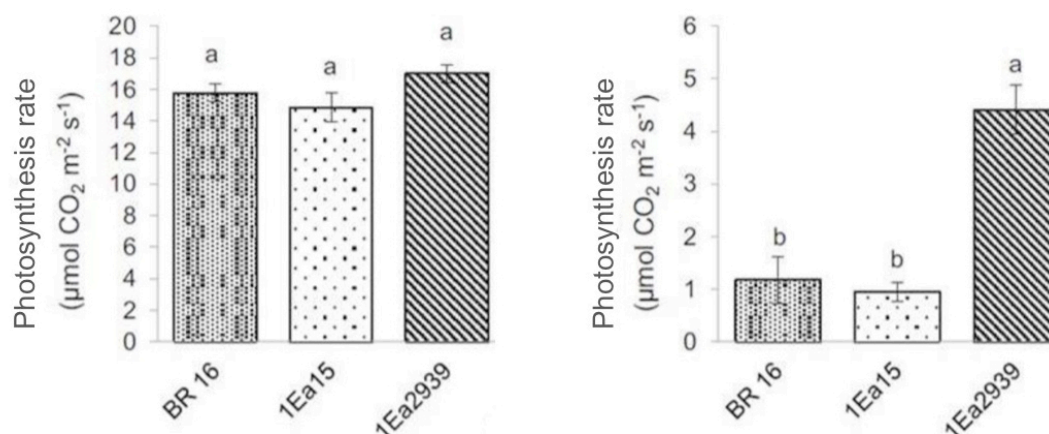 Photosynthesis rate
(μmol CO₂ m⁻² s⁻¹)
20
18
16
14
12
10
8
6
4
2
0
a
a
a
BR 16
1Ea15
1Ea2939
Photosynthesis rate
(μmol CO₂ m⁻² s⁻¹)
6
5
4
3
2
1
0
b
b
a
BR 16
1Ea15
1Ea2939